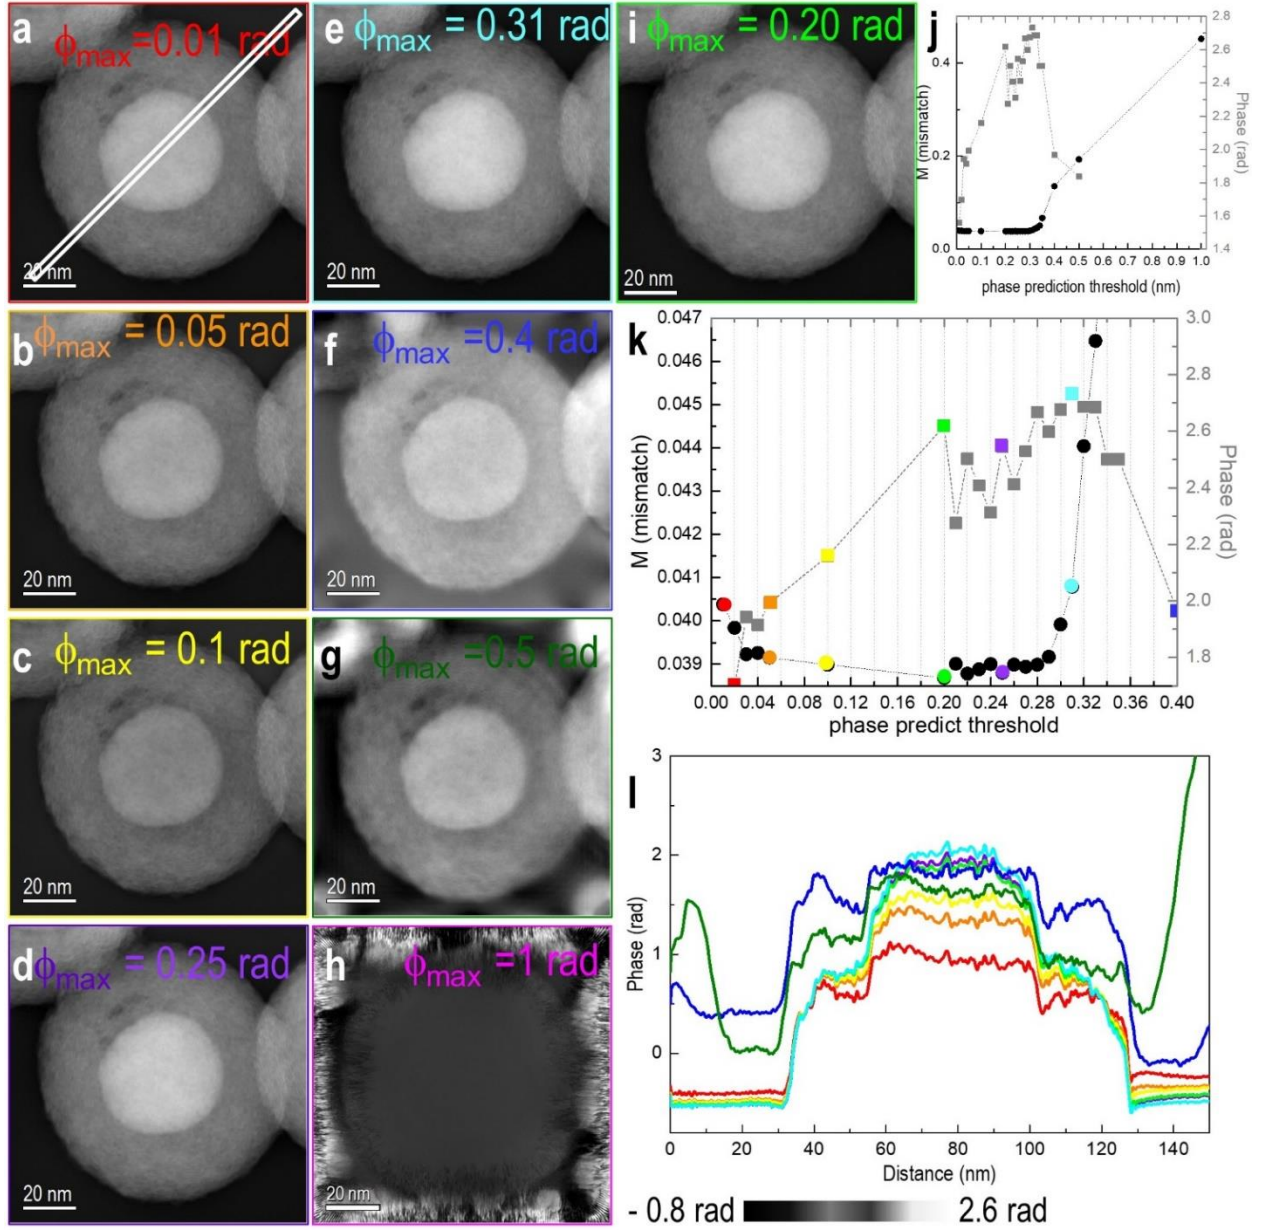 a
ϕmax=0.01 rad
20 nm
e
ϕmax = 0.31 rad
20 nm
i
ϕmax = 0.20 rad
20 nm
j
M (mismatch)
0.4
0.2
0.0
2.8
2.6
2.4
2.2
2.0
1.8
1.6
1.4
Phase (rad)
0.0 0.1 0.2 0.3 0.4 0.5 0.6 0.7 0.8 0.9 1.0
phase prediction threshold (nm)
b
ϕmax = 0.05 rad
20 nm
f
ϕmax = 0.4 rad
20 nm
k
M (mismatch)
0.047
0.046
0.045
0.044
0.043
0.042
0.041
0.040
0.039
3.0
2.8
2.6
2.4
2.2
2.0
1.8
Phase (rad)
0.00 0.04 0.08 0.12 0.16 0.20 0.24 0.28 0.32 0.36 0.40
phase predict threshold
c
ϕmax = 0.1 rad
20 nm
g
ϕmax =0.5 rad
20 nm
l
Phase (rad)
3
2
1
0
0 20 40 60 80 100 120 140
Distance (nm)
d
ϕmax = 0.25 rad
20 nm
h
ϕmax =1 rad
20 nm
- 0.8 rad
2.6 rad